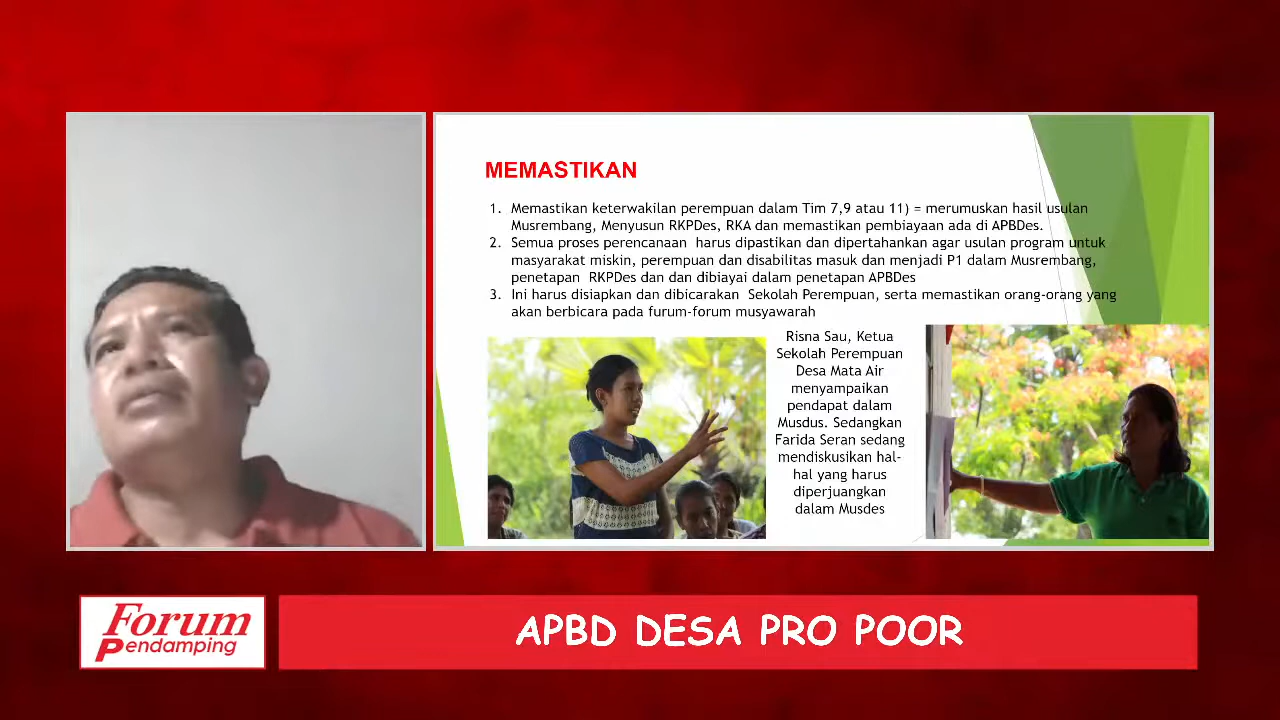 MEMASTIKAN
1. Memastikan keterwakilan perempuan dalam Tim 7,9 atau 11) = merumuskan hasil usulan
Musrembang, Menyusun RKPDes, RKA dan memastikan pembiayaan ada di APBDes.
2. Semua proses perencanaan harus dipastikan dan dipertahankan agar usulan program untuk
masyarakat miskin, perempuan dan disabilitas masuk dan menjadi P1 dalam Musrembang,
penetapan RKPDes dan dan dibiayai dalam penetapan APBDes
3. Ini harus disiapkan dan dibicarakan Sekolah Perempuan, serta memastikan orang-orang yang
akan berbicara pada furum-forum musyawarah
Risna Sau, Ketua
Sekolah Perempuan
Desa Mata Air
menyampaikan
pendapat dalam
Musdus. Sedangkan
Farida Seran sedang
mendiskusikan hal-
hal yang harus
diperjuangkan
dalam Musdes
Forum
Pendamping
APBD DESA PRO POOR